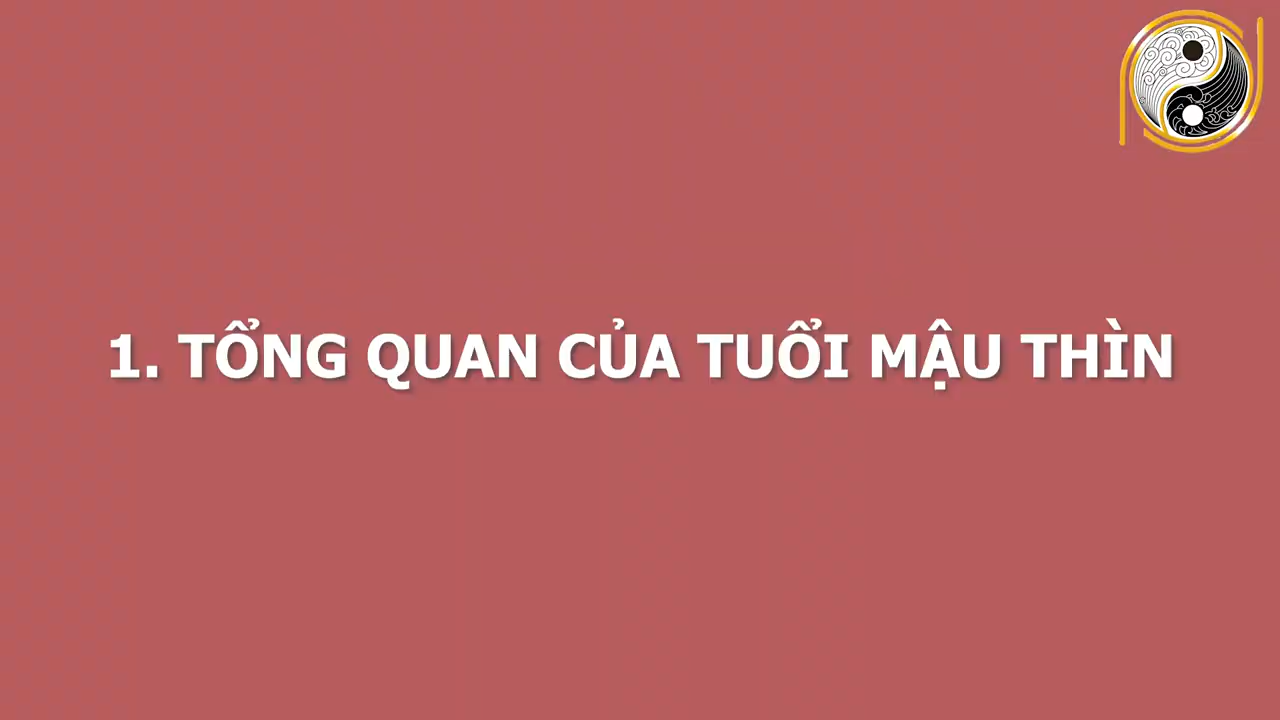 1. TỔNG QUAN CỦA TUỔI MẬU THÌN